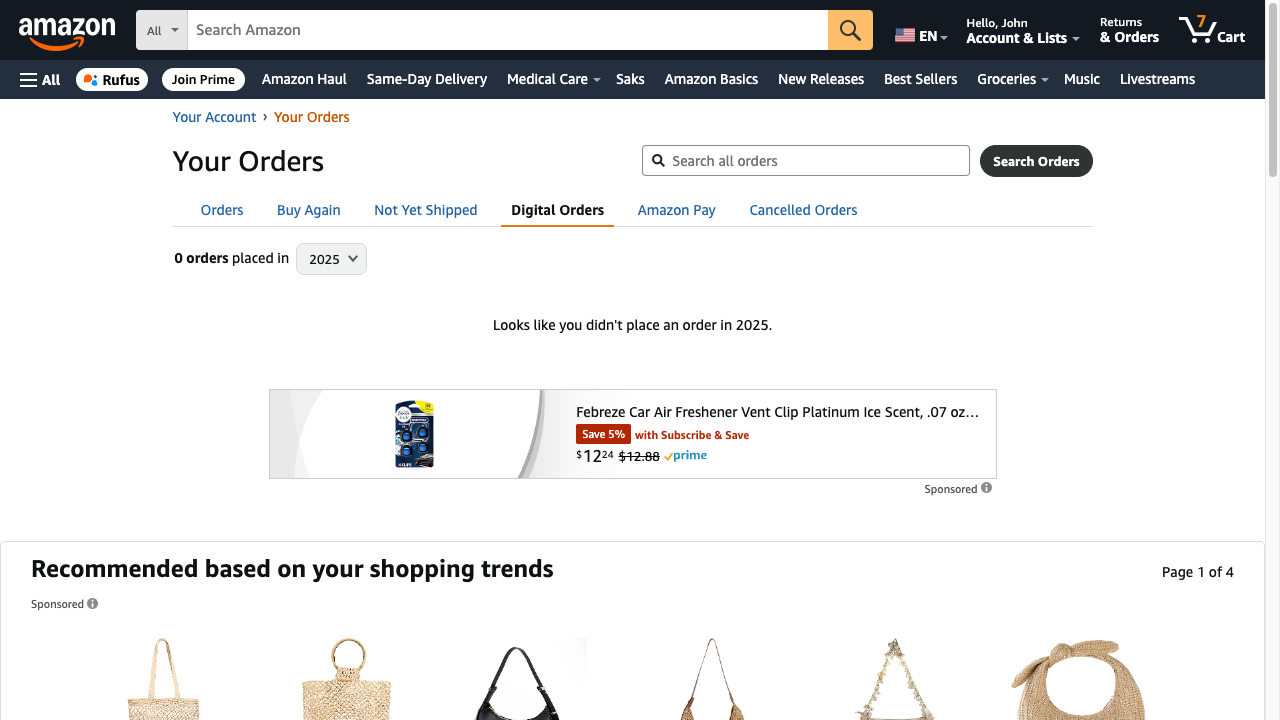 amazon
All
Search Amazon
EN
Hello, John
Account & Lists
Returns
& Orders
7
Cart
All
Rufus
Join Prime
Amazon Haul
Same-Day Delivery
Medical Care
Saks
Amazon Basics
New Releases
Best Sellers
Groceries
Music
Livestreams
Your Account › Your Orders
Your Orders
Search all orders
Search Orders
Orders
Buy Again
Not Yet Shipped
Digital Orders
Amazon Pay
Cancelled Orders
0 orders placed in 2025
Looks like you didn't place an order in 2025.
Febreze Car Air Freshener Vent Clip Platinum Ice Scent, .07 oz…
Save 5% with Subscribe & Save
$1224 $12.88 prime
Sponsored
Recommended based on your shopping trends
Page 1 of 4
Sponsored